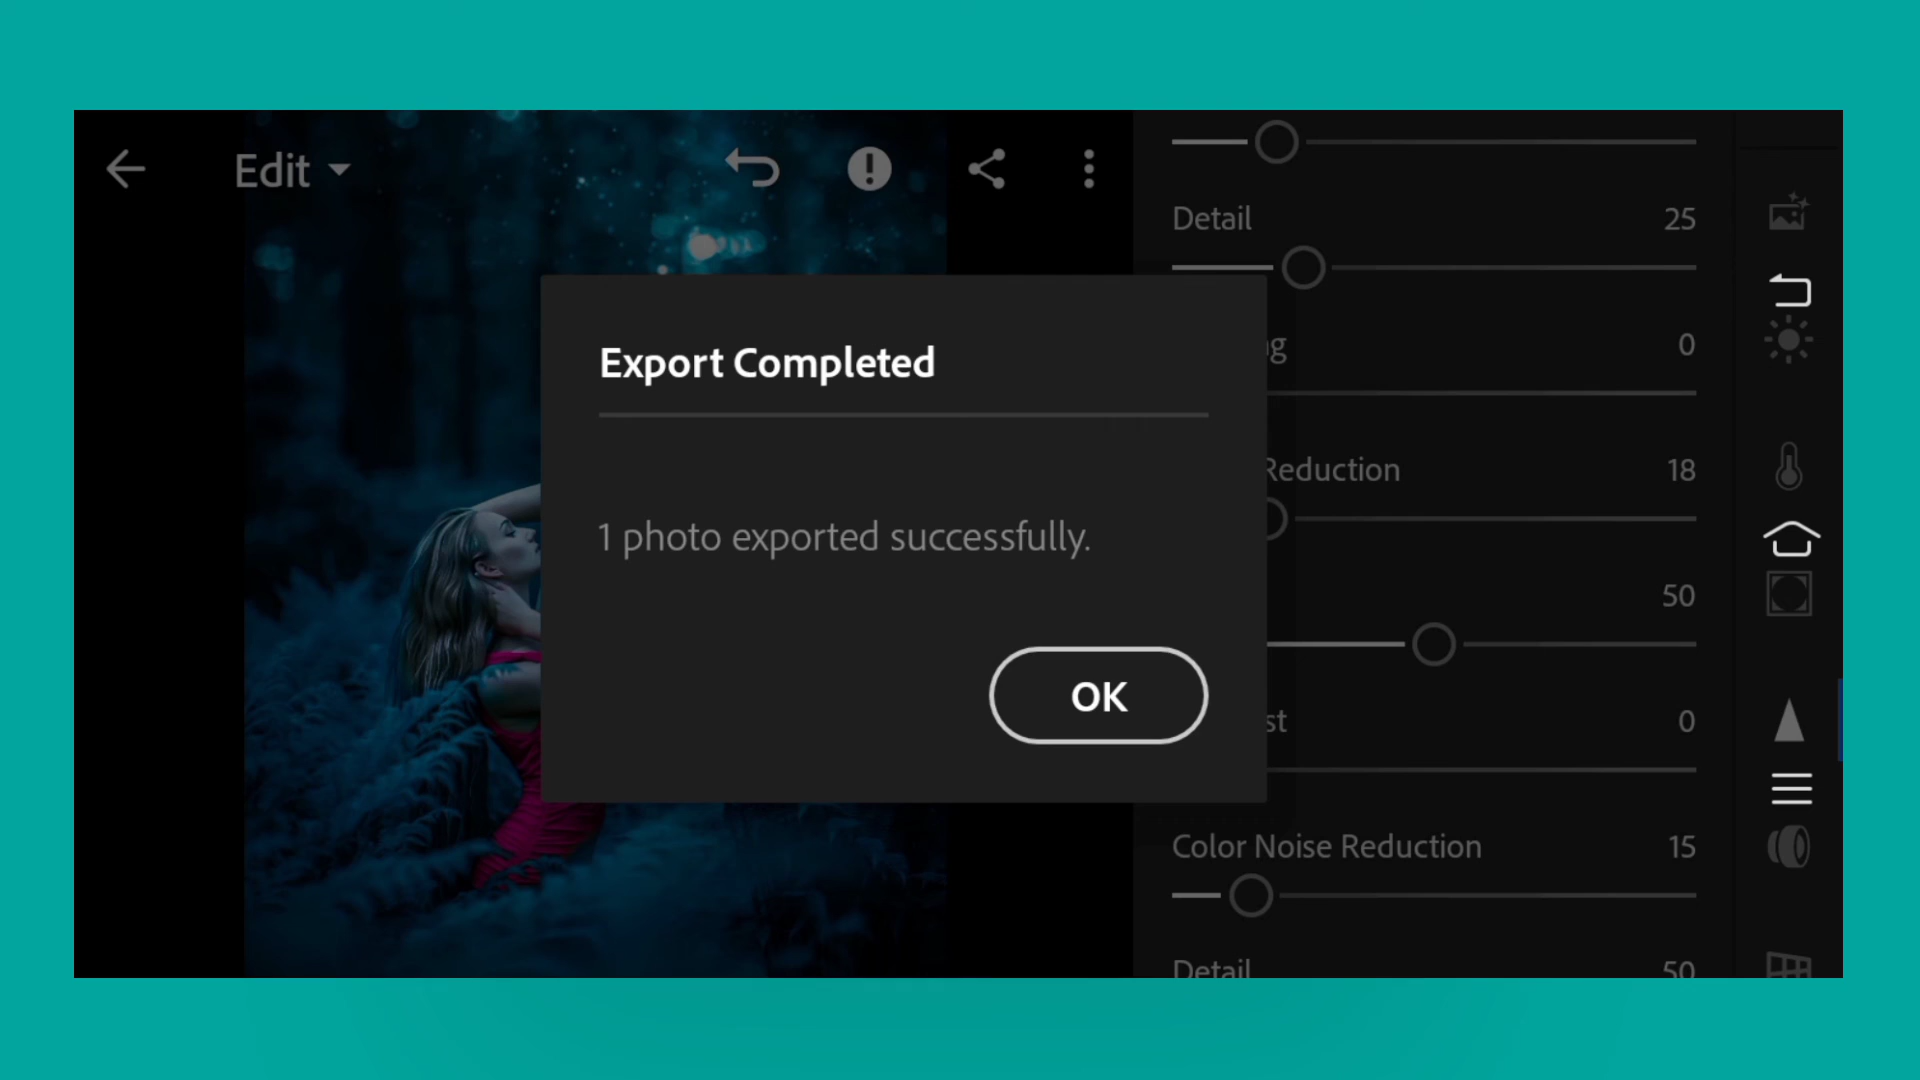 Edit
Detail 25
g 0
Export Completed
Reduction 18
1 photo exported successfully.
50
OK
st 0
Color Noise Reduction 15
Detail 50